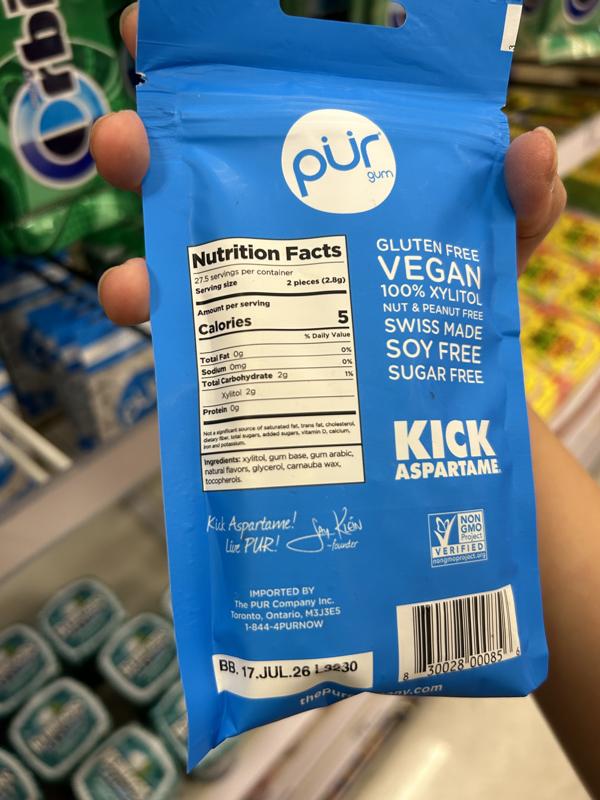 Orbit
pür
gum
Nutrition Facts
27.5 servings per container
Serving size 2 pieces (2.8g)
Amount per serving
Calories 5
% Daily Value
Total Fat 0g 0%
Sodium 0mg 0%
Total Carbohydrate 2g 1%
Xylitol 2g
Protein 0g
Not a significant source of saturated fat, trans fat, cholesterol,
dietary fiber, total sugars, added sugars, vitamin D, calcium,
iron and potassium.
Ingredients: xylitol, gum base, gum arabic,
natural flavors, glycerol, carnauba wax,
tocopherols.
GLUTEN FREE
VEGAN
100% XYLITOL
NUT & PEANUT FREE
SWISS MADE
SOY FREE
SUGAR FREE
KICK
ASPARTAME
Kick Aspartame!
Live PUR!
Jay Klein
-founder
NON
GMO
Project
VERIFIED
nongmoproject.org
IMPORTED BY
The PUR Company Inc.
Toronto, Ontario, M3J3E5
1-844-4PURNOW
BB. 17.JUL.26
8 30028 00085 6